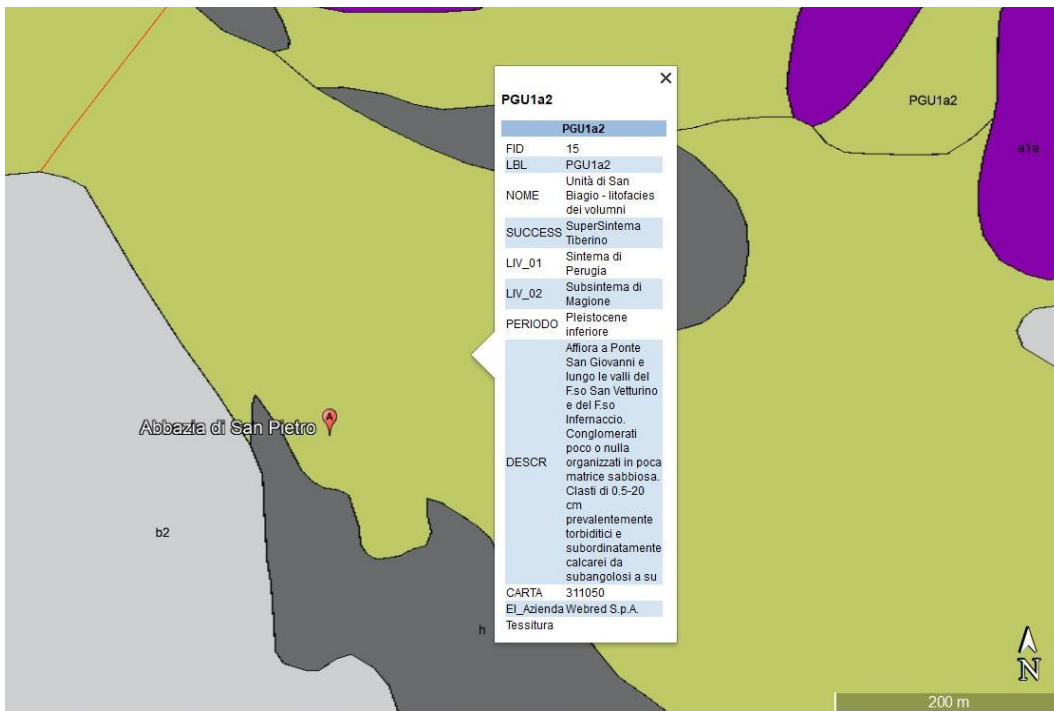 PGU1a2
PGU1a2
FID 15
LBL PGU1a2
NOME Unità di San
Biagio - litofacies
dei volumni
SUCCESS SuperSintema
Tiberino
LIV_01 Sintema di
Perugia
LIV_02 Subsintema di
Magione
PERIODO Pleistocene
inferiore
DESCR Affiora a Ponte
San Giovanni e
lungo le valli del
F.so San Vetturino
e del F.so
Infernaccio.
Conglomerati
poco o nulla
organizzati in poca
matrice sabbiosa.
Clasti di 0.5-20
cm
prevalentemente
torbiditici e
subordinatamente
calcarei da
subangolosi a su
CARTA 311050
El_Azienda Webred S.p.A.
Tessitura
PGU1a2
a1a
Abbazia di San Pietro
A
b2
h
N
200 m